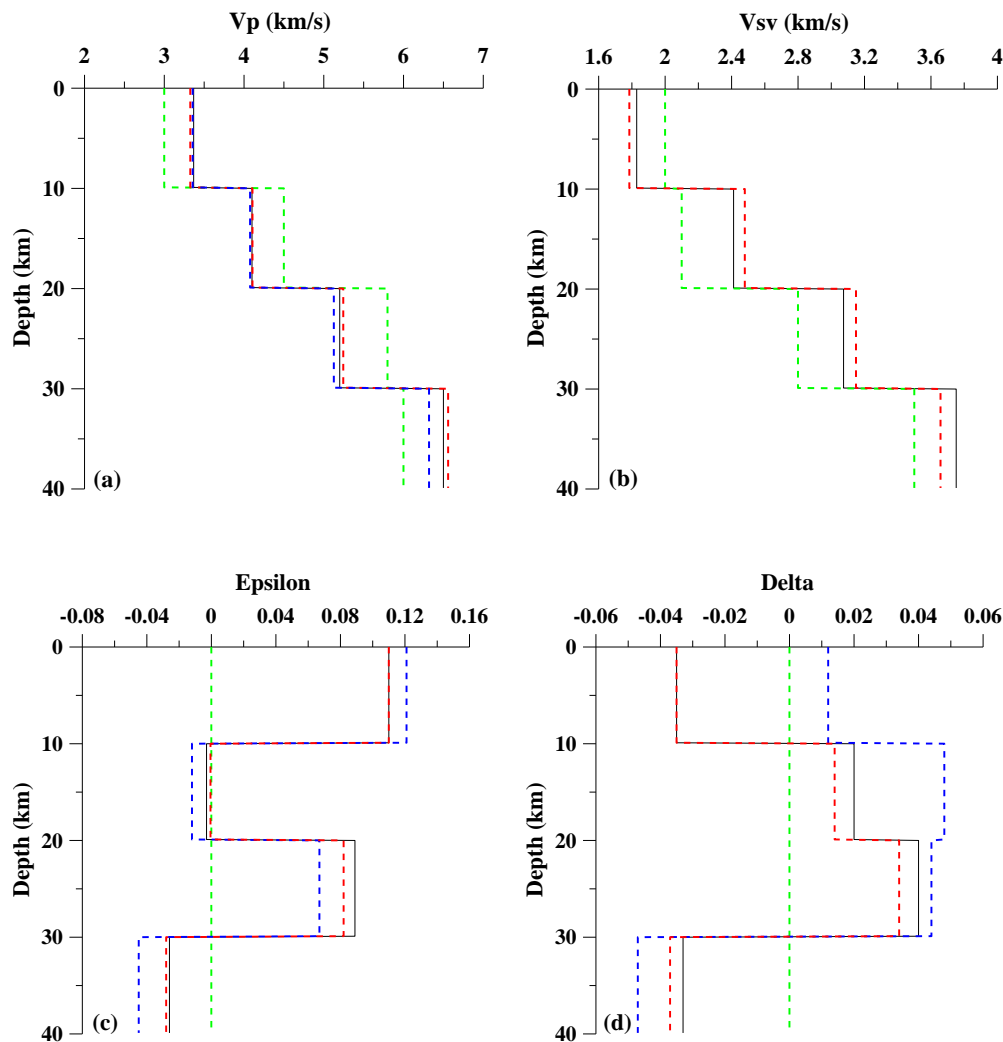 Vp (km/s)
2 3 4 5 6 7
0
10
20
30
40
Depth (km)
(a)
Vsv (km/s)
1.6 2 2.4 2.8 3.2 3.6 4
0
10
20
30
40
Depth (km)
(b)
Epsilon
-0.08 -0.04 0 0.04 0.08 0.12 0.16
0
10
20
30
40
Depth (km)
(c)
Delta
-0.06 -0.04 -0.02 0 0.02 0.04 0.06
0
10
20
30
40
Depth (km)
(d)